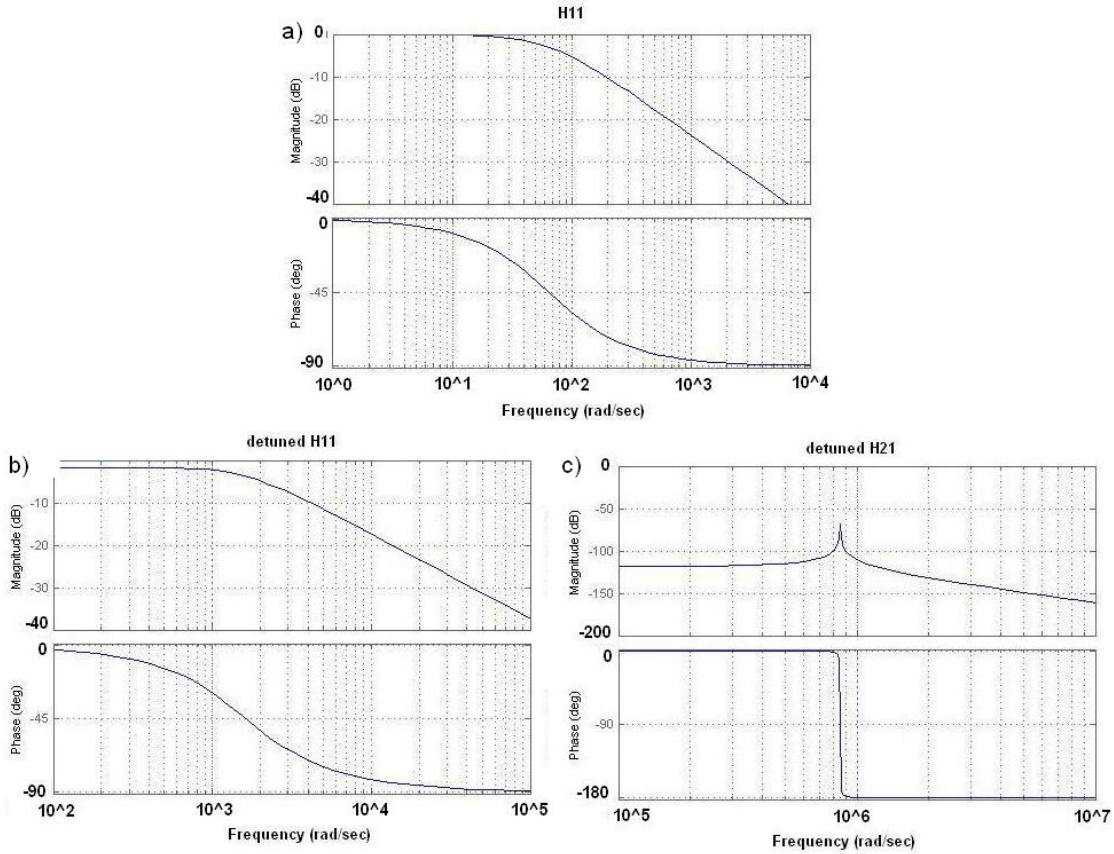 H11
a)
0
-10
-20
-30
-40
Magnitude (dB)
0
-45
-90
Phase (deg)
10^0 10^1 10^2 10^3 10^4
Frequency (rad/sec)
detuned H11
b)
-10
-20
-30
-40
Magnitude (dB)
0
-45
-90
Phase (deg)
10^2 10^3 10^4 10^5
Frequency (rad/sec)
detuned H21
c)
0
-50
-100
-150
-200
Magnitude (dB)
0
-90
-180
Phase (deg)
10^5 10^6 10^7
Frequency (rad/sec)